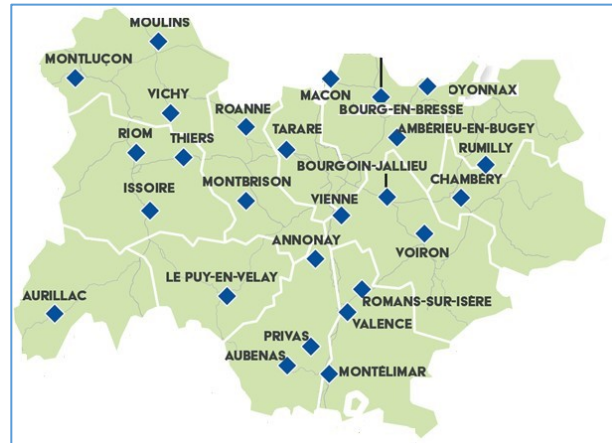 MOULINS
MONTLUÇON
VICHY
ROANNE
MACON
OYONNAX
BOURG-EN-BRESSE
RIOM
THIERS
TARARE
AMBÉRIEU-EN-BUGEY
RUMILLY
BOURGOIN-JALLIEU
CHAMBÉRY
ISSOIRE
MONTBRISON
VIENNE
VOIRON
ANNONAY
LE PUY-EN-VELAY
AURILLAC
ROMANS-SUR-ISÈRE
VALENCE
PRIVAS
AUBENAS
MONTÉLIMAR